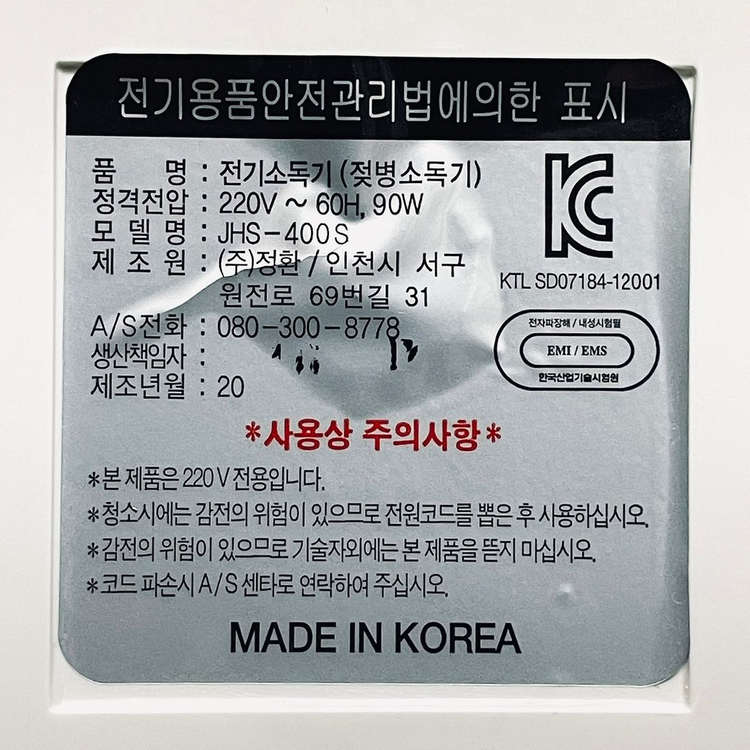 전기용품안전관리법에의한 표시
품 명 : 전기소독기 (젖병소독기)
정격전압 : 220V ~ 60H, 90W
모델명 : JHS-400S
제조원 : (주)정환 / 인천시 서구
원전로 69번길 31
A/S전화 : 080-300-8778
생산책임자 :
제조년월 : 20
KC
KTL SD07184-12001
전자파장해 / 내성시험필
EMI / EMS
한국산업기술시험원
*사용상 주의사항*
*본 제품은 220V전용입니다.
*청소시에는 감전의 위험이 있으므로 전원코드를 뽑은 후 사용하십시오.
*감전의 위험이 있으므로 기술자외에는 본 제품을 뜯지 마십시오.
*코드 파손시 A/S 센타로 연락하여 주십시오.
MADE IN KOREA